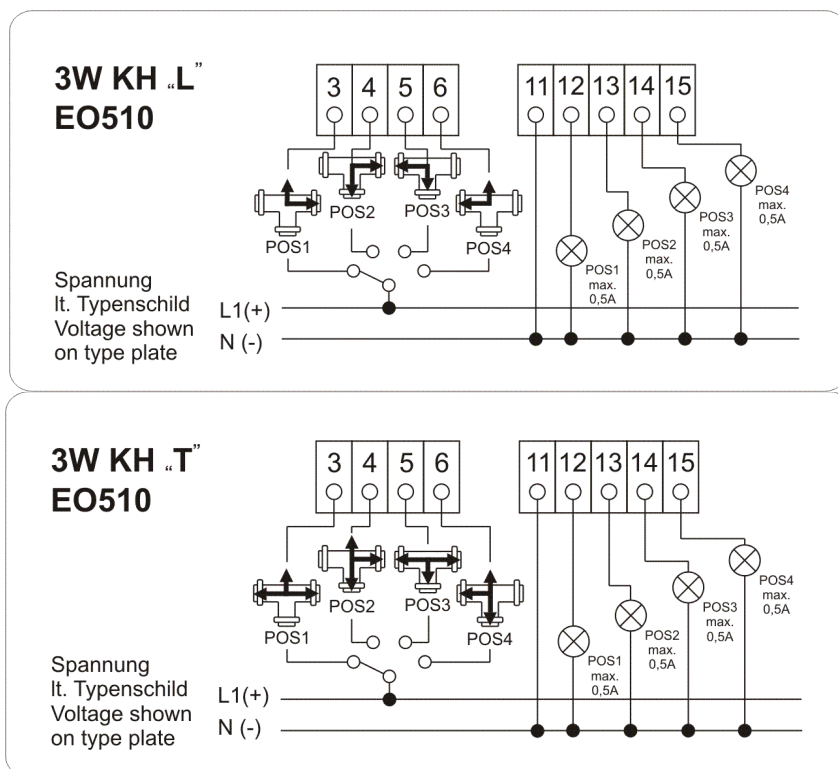 3W KH „L”
EO510
3 4 5 6
11 12 13 14 15
POS1
POS2
POS3
POS4
POS1
max.
0,5A
POS2
max.
0,5A
POS3
max.
0,5A
POS4
max.
0,5A
Spannung
lt. Typenschild
Voltage shown
on type plate
L1(+)
N (-)
3W KH „T”
EO510
3 4 5 6
11 12 13 14 15
POS1
POS2
POS3
POS4
POS1
max.
0,5A
POS2
max.
0,5A
POS3
max.
0,5A
POS4
max.
0,5A
Spannung
lt. Typenschild
Voltage shown
on type plate
L1(+)
N (-)